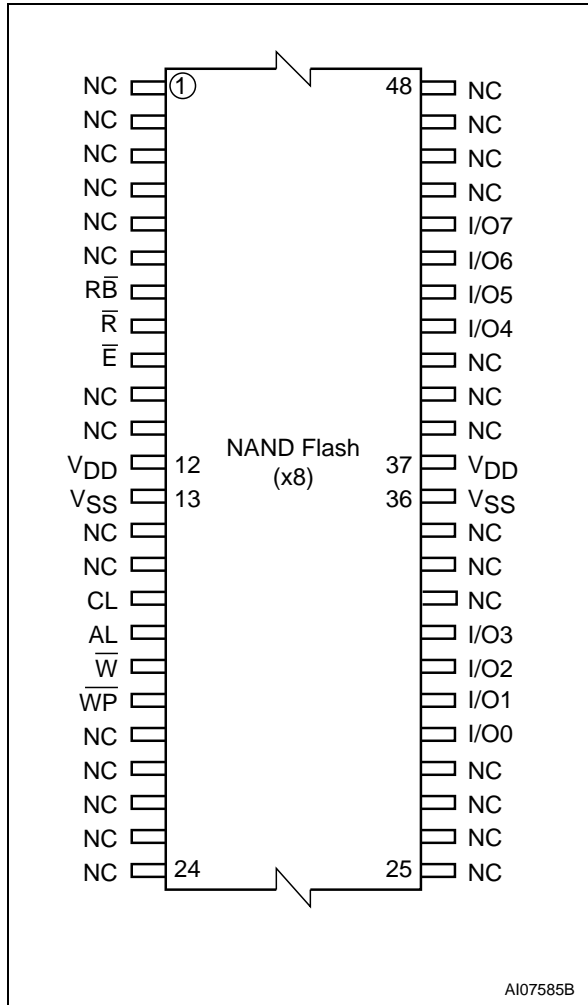 NC 1 48 NC
NC NC
NC NC
NC NC
NC I/O7
NC I/O6
RB̅ I/O5
R̅ I/O4
E̅ NC
NC NC
NC NC
VDD 12 NAND Flash 37 VDD
(x8)
VSS 13 36 VSS
NC NC
NC NC
CL NC
AL I/O3
W̅ I/O2
W̅P̅ I/O1
NC I/O0
NC NC
NC NC
NC NC
NC 24 25 NC
AI07585B